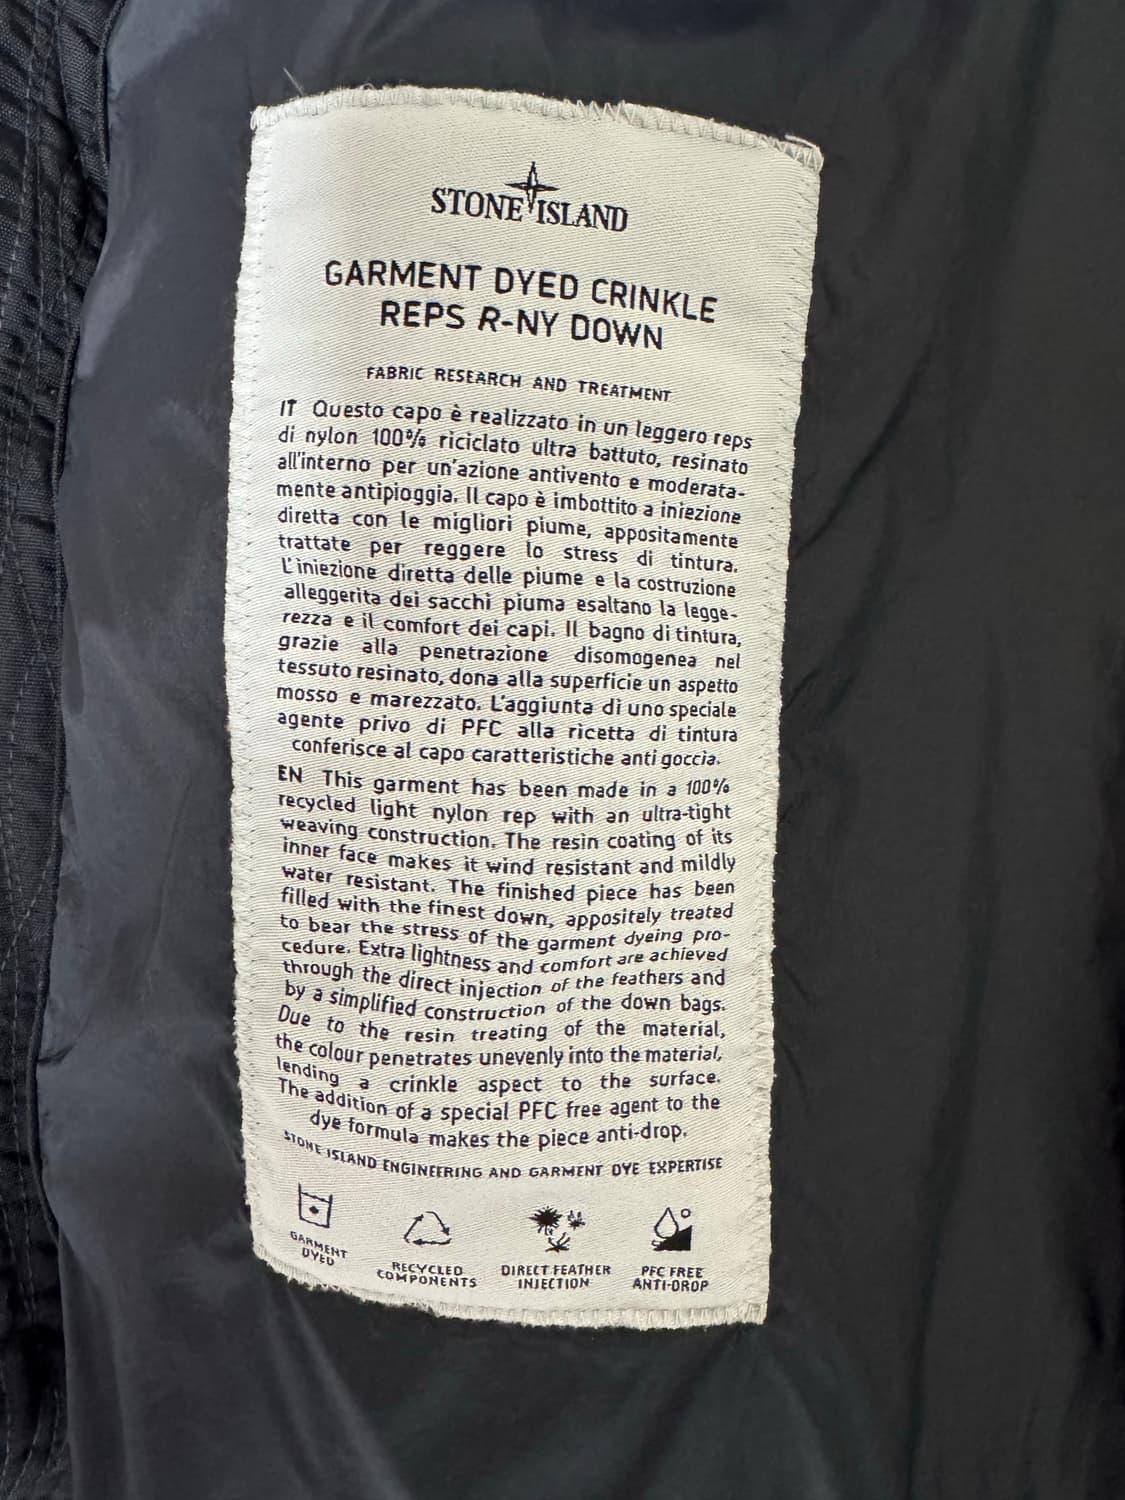 STONE ISLAND
GARMENT DYED CRINKLE
REPS R-NY DOWN
FABRIC RESEARCH AND TREATMENT
IT Questo capo è realizzato in un leggero reps
di nylon 100% riciclato ultra battuto, resinato
all'interno per un'azione antivento e moderata-
mente antipioggia. Il capo è imbottito a iniezione
diretta con le migliori piume, appositamente
trattate per reggere lo stress di tintura.
L'iniezione diretta delle piume e la costruzione
alleggerita dei sacchi piuma esaltano la legge-
rezza e il comfort dei capi. Il bagno di tintura,
grazie alla penetrazione disomogenea nel
tessuto resinato, dona alla superficie un aspetto
mosso e marezzato. L'aggiunta di uno speciale
agente privo di PFC alla ricetta di tintura
conferisce al capo caratteristiche anti goccia.
EN This garment has been made in a 100%
recycled light nylon rep with an ultra-tight
weaving construction. The resin coating of its
inner face makes it wind resistant and mildly
water resistant. The finished piece has been
filled with the finest down, appositely treated
to bear the stress of the garment dyeing pro-
cedure. Extra lightness and comfort are achieved
through the direct injection of the feathers and
by a simplified construction of the down bags.
Due to the resin treating of the material,
the colour penetrates unevenly into the material,
lending a crinkle aspect to the surface.
The addition of a special PFC free agent to the
dye formula makes the piece anti-drop.
STONE ISLAND ENGINEERING AND GARMENT DYE EXPERTISE
GARMENT
DYED
RECYCLED
COMPONENTS
DIRECT FEATHER
INJECTION
PFC FREE
ANTI-DROP